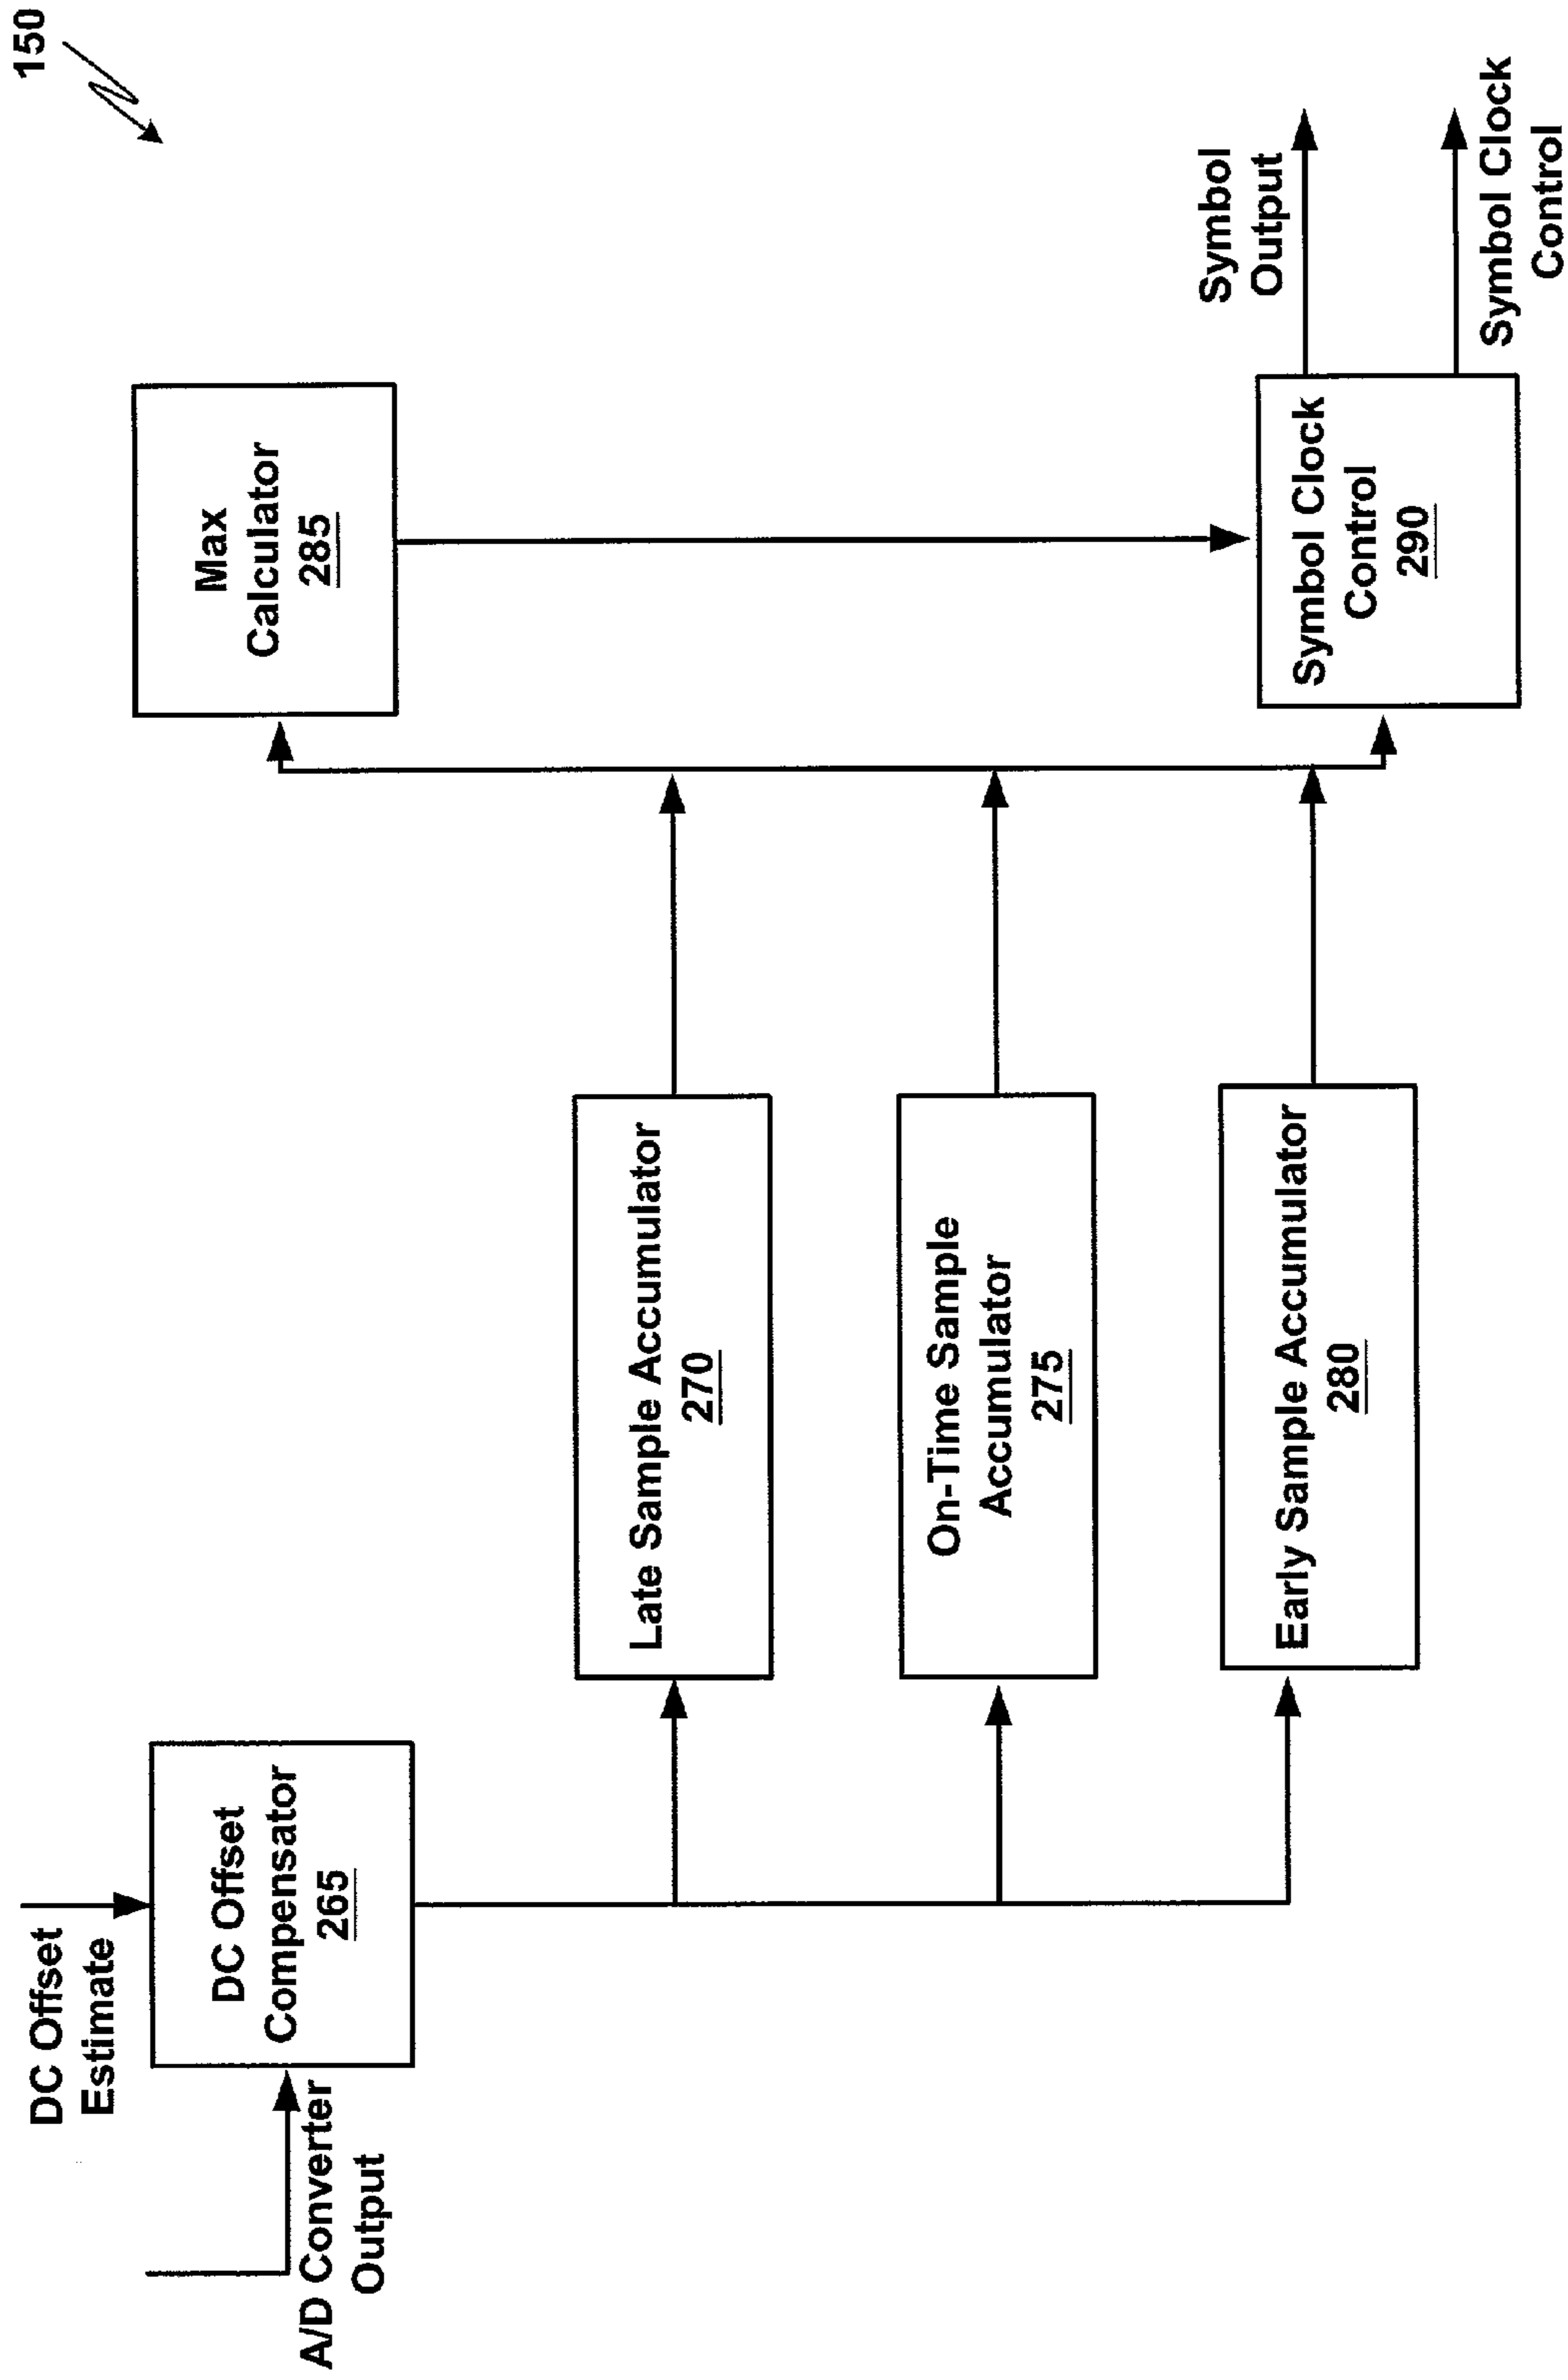 150
DC Offset
Estimate
A/D Converter
Output
DC Offset
Compensator
265
Late Sample Accumulator
270
On-Time Sample
Accumulator
275
Early Sample Accumulator
280
Max
Calculator
285
Symbol Clock
Control
290
Symbol
Output
Symbol Clock
Control